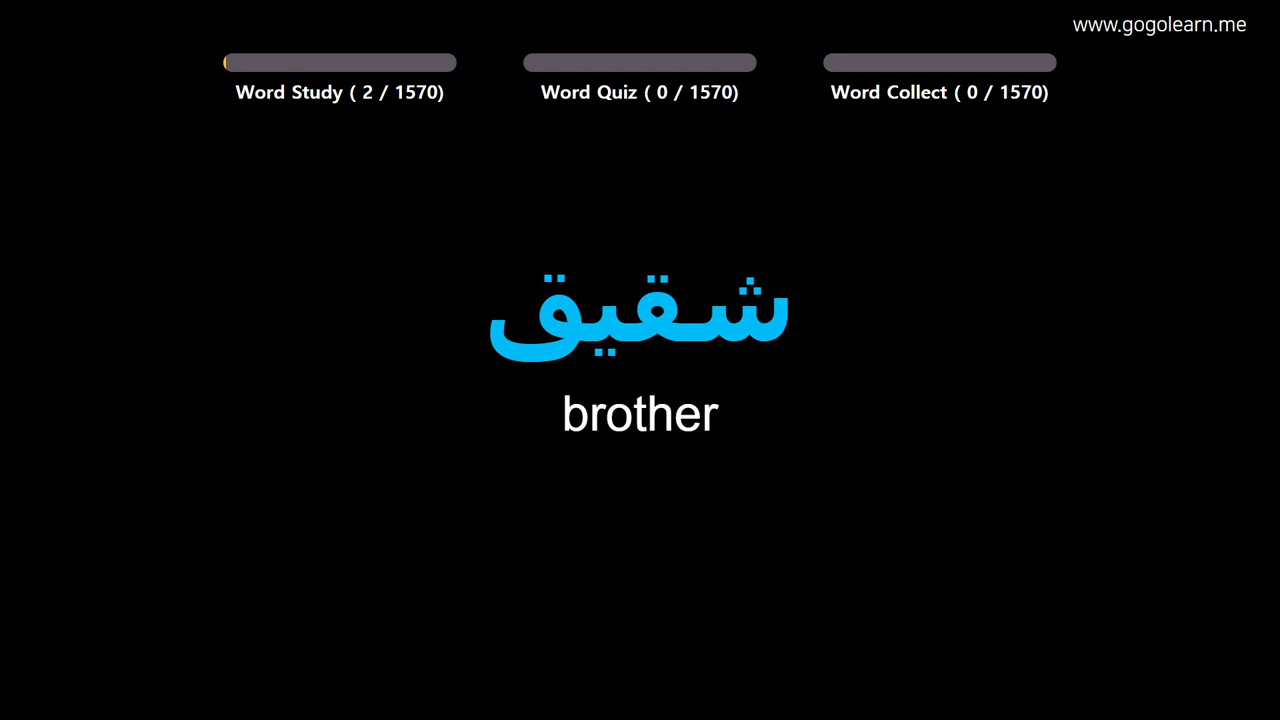 www.gogolearn.me
Word Study ( 2 / 1570)
Word Quiz ( 0 / 1570)
Word Collect ( 0 / 1570)
شقيق
brother